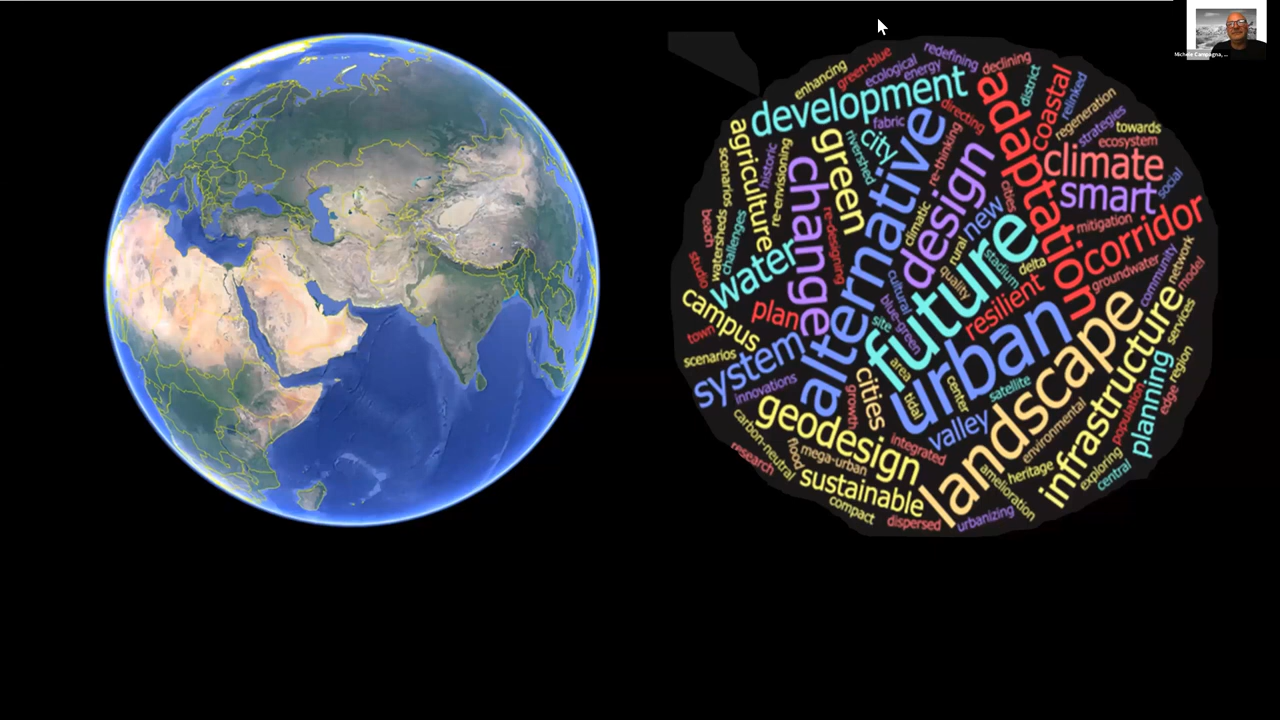 Michele Campagna, ...
redefining
declining
green-blue
ecological
energy
enhancing
development
directing
district
coastal
relinked
regeneration
strategies
towards
ecosystem
adaptation
fabric
city
rivershed
green
agriculture
historic
scenarios
re-envisioning
change
alternative
re-thinking
design
climate
smart
social
cities
climatic
new
mitigation
corridor
beach
watersheds
challenges
water
re-designing
rural
quality
stadium
delta
future
groundwater
community
network
model
studio
campus
plan
cultural
blue-green
site
resilient
urban
landscape
infrastructure
services
town
scenarios
system
innovations
area
tidal
center
satellite
cities
growth
geodesign
valley
integrated
environmental
population
planning
region
edge
carbon-neutral
flood
mega-urban
research
sustainable
compact
dispersed
urbanizing
amelioration
heritage
exploring
central